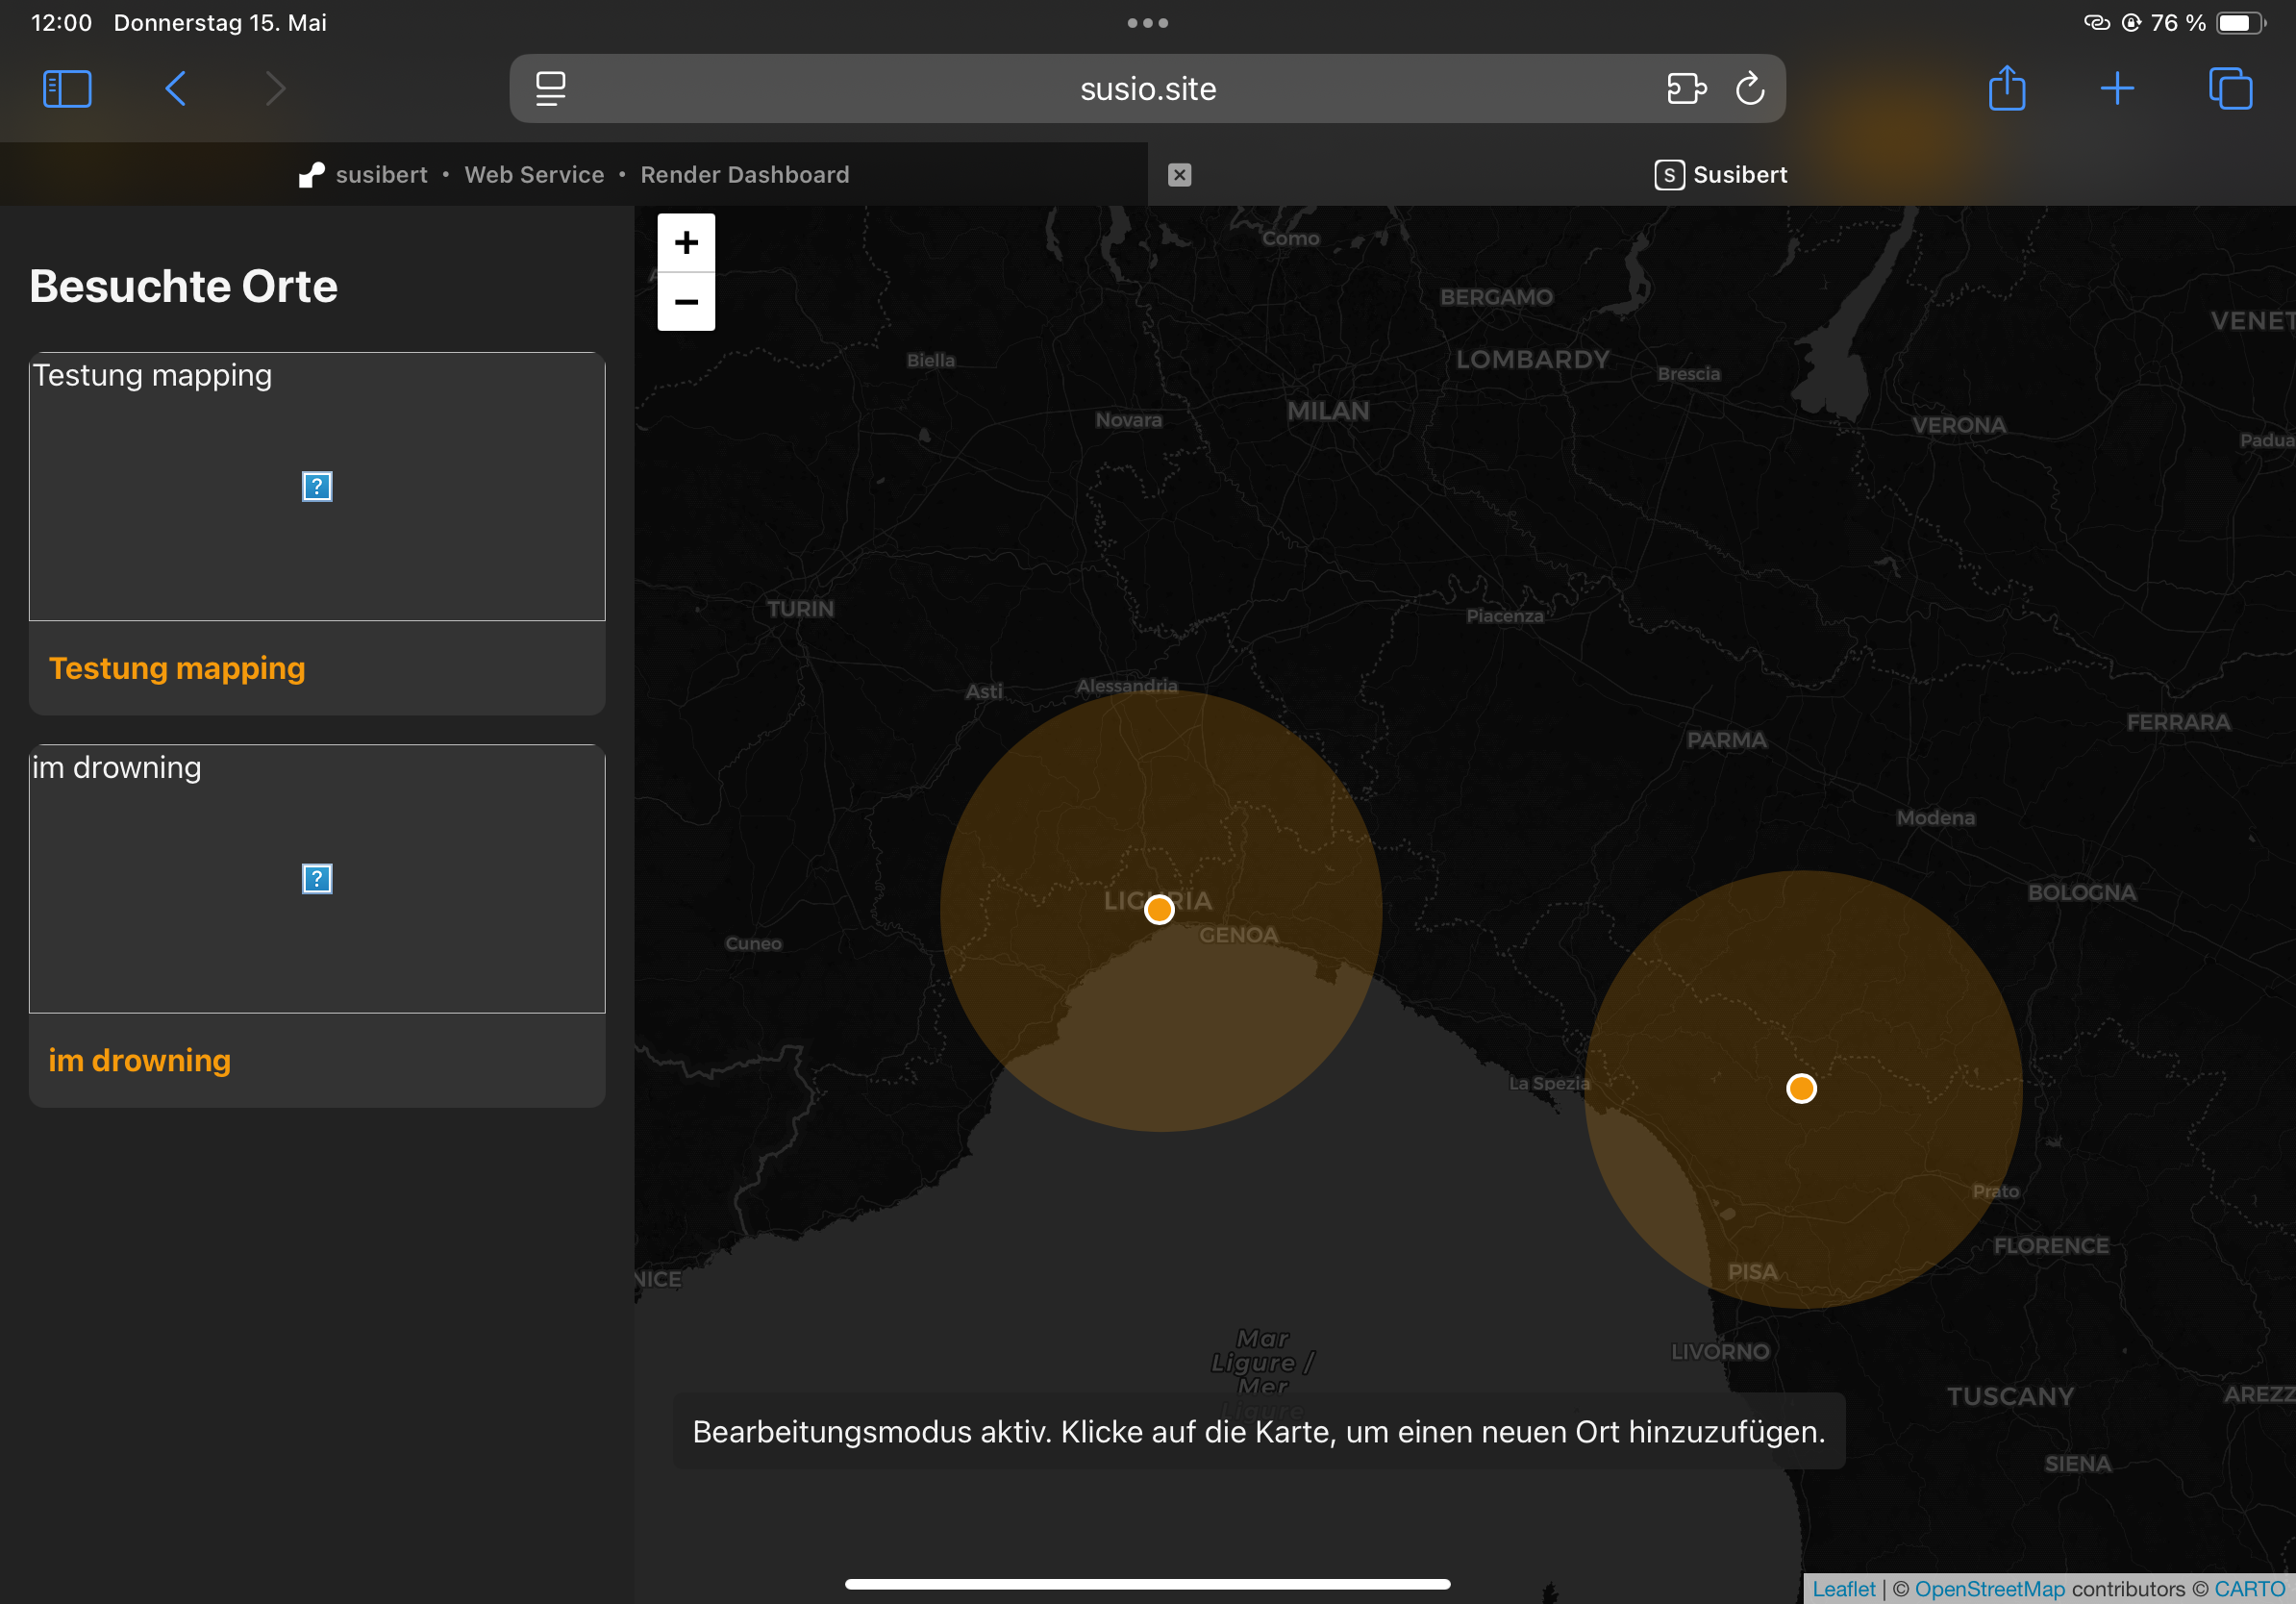 12:00 Donnerstag 15. Mai
76 %
susio.site
susibert • Web Service • Render Dashboard
S Susibert
Besuchte Orte
Testung mapping
?
Testung mapping
im drowning
?
im drowning
+
−
Como
BERGAMO
VENET
Biella
LOMBARDY
Brescia
MILAN
Novara
VERONA
Padua
TURIN
Piacenza
Asti
Alessandria
FERRARA
PARMA
Modena
LIGURIA
BOLOGNA
GENOA
Cuneo
La Spezia
Prato
FLORENCE
PISA
NICE
Mar
Ligure /
Mer
Ligure
LIVORNO
TUSCANY
AREZZ
Bearbeitungsmodus aktiv. Klicke auf die Karte, um einen neuen Ort hinzuzufügen.
SIENA
Leaflet | © OpenStreetMap contributors © CARTO